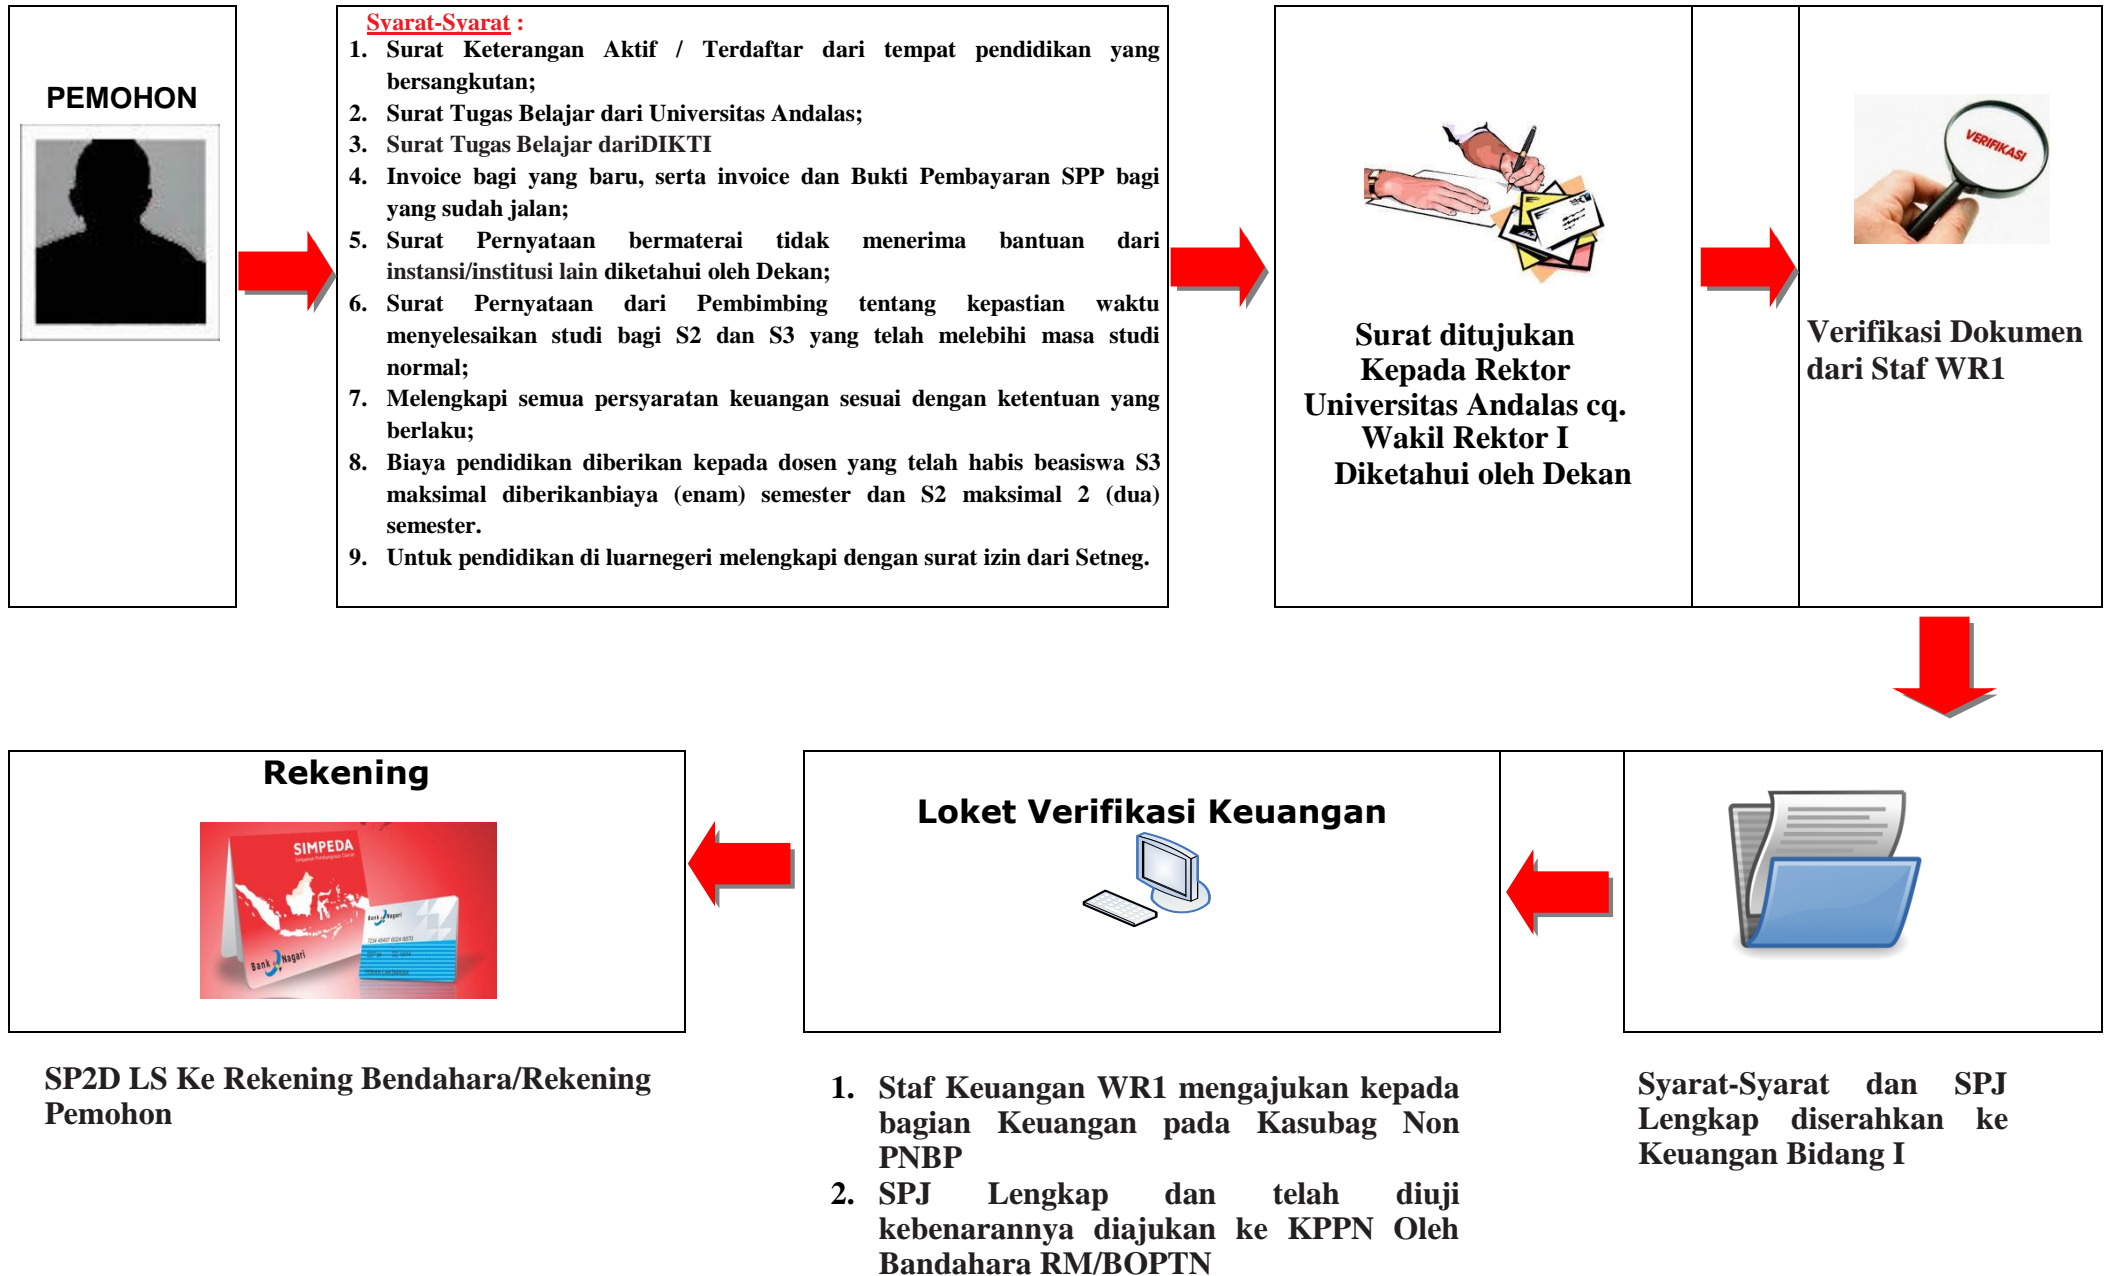 PEMOHON
Syarat-Syarat :
1. Surat Keterangan Aktif / Terdaftar dari tempat pendidikan yang
bersangkutan;
2. Surat Tugas Belajar dari Universitas Andalas;
3. Surat Tugas Belajar dariDIKTI
4. Invoice bagi yang baru, serta invoice dan Bukti Pembayaran SPP bagi
yang sudah jalan;
5. Surat Pernyataan bermaterai tidak menerima bantuan dari
instansi/institusi lain diketahui oleh Dekan;
6. Surat Pernyataan dari Pembimbing tentang kepastian waktu
menyelesaikan studi bagi S2 dan S3 yang telah melebihi masa studi
normal;
7. Melengkapi semua persyaratan keuangan sesuai dengan ketentuan yang
berlaku;
8. Biaya pendidikan diberikan kepada dosen yang telah habis beasiswa S3
maksimal diberikanbiaya (enam) semester dan S2 maksimal 2 (dua)
semester.
9. Untuk pendidikan di luarnegeri melengkapi dengan surat izin dari Setneg.
Surat ditujukan
Kepada Rektor
Universitas Andalas cq.
Wakil Rektor I
Diketahui oleh Dekan
VERIFIKASI
Verifikasi Dokumen
dari Staf WR1
Rekening
SIMPEDA
Bank Nagari
Bank Nagari
Loket Verifikasi Keuangan
SP2D LS Ke Rekening Bendahara/Rekening
Pemohon
1. Staf Keuangan WR1 mengajukan kepada
bagian Keuangan pada Kasubag Non
PNBP
2. SPJ Lengkap dan telah diuji
kebenarannya diajukan ke KPPN Oleh
Bandahara RM/BOPTN
Syarat-Syarat dan SPJ
Lengkap diserahkan ke
Keuangan Bidang I